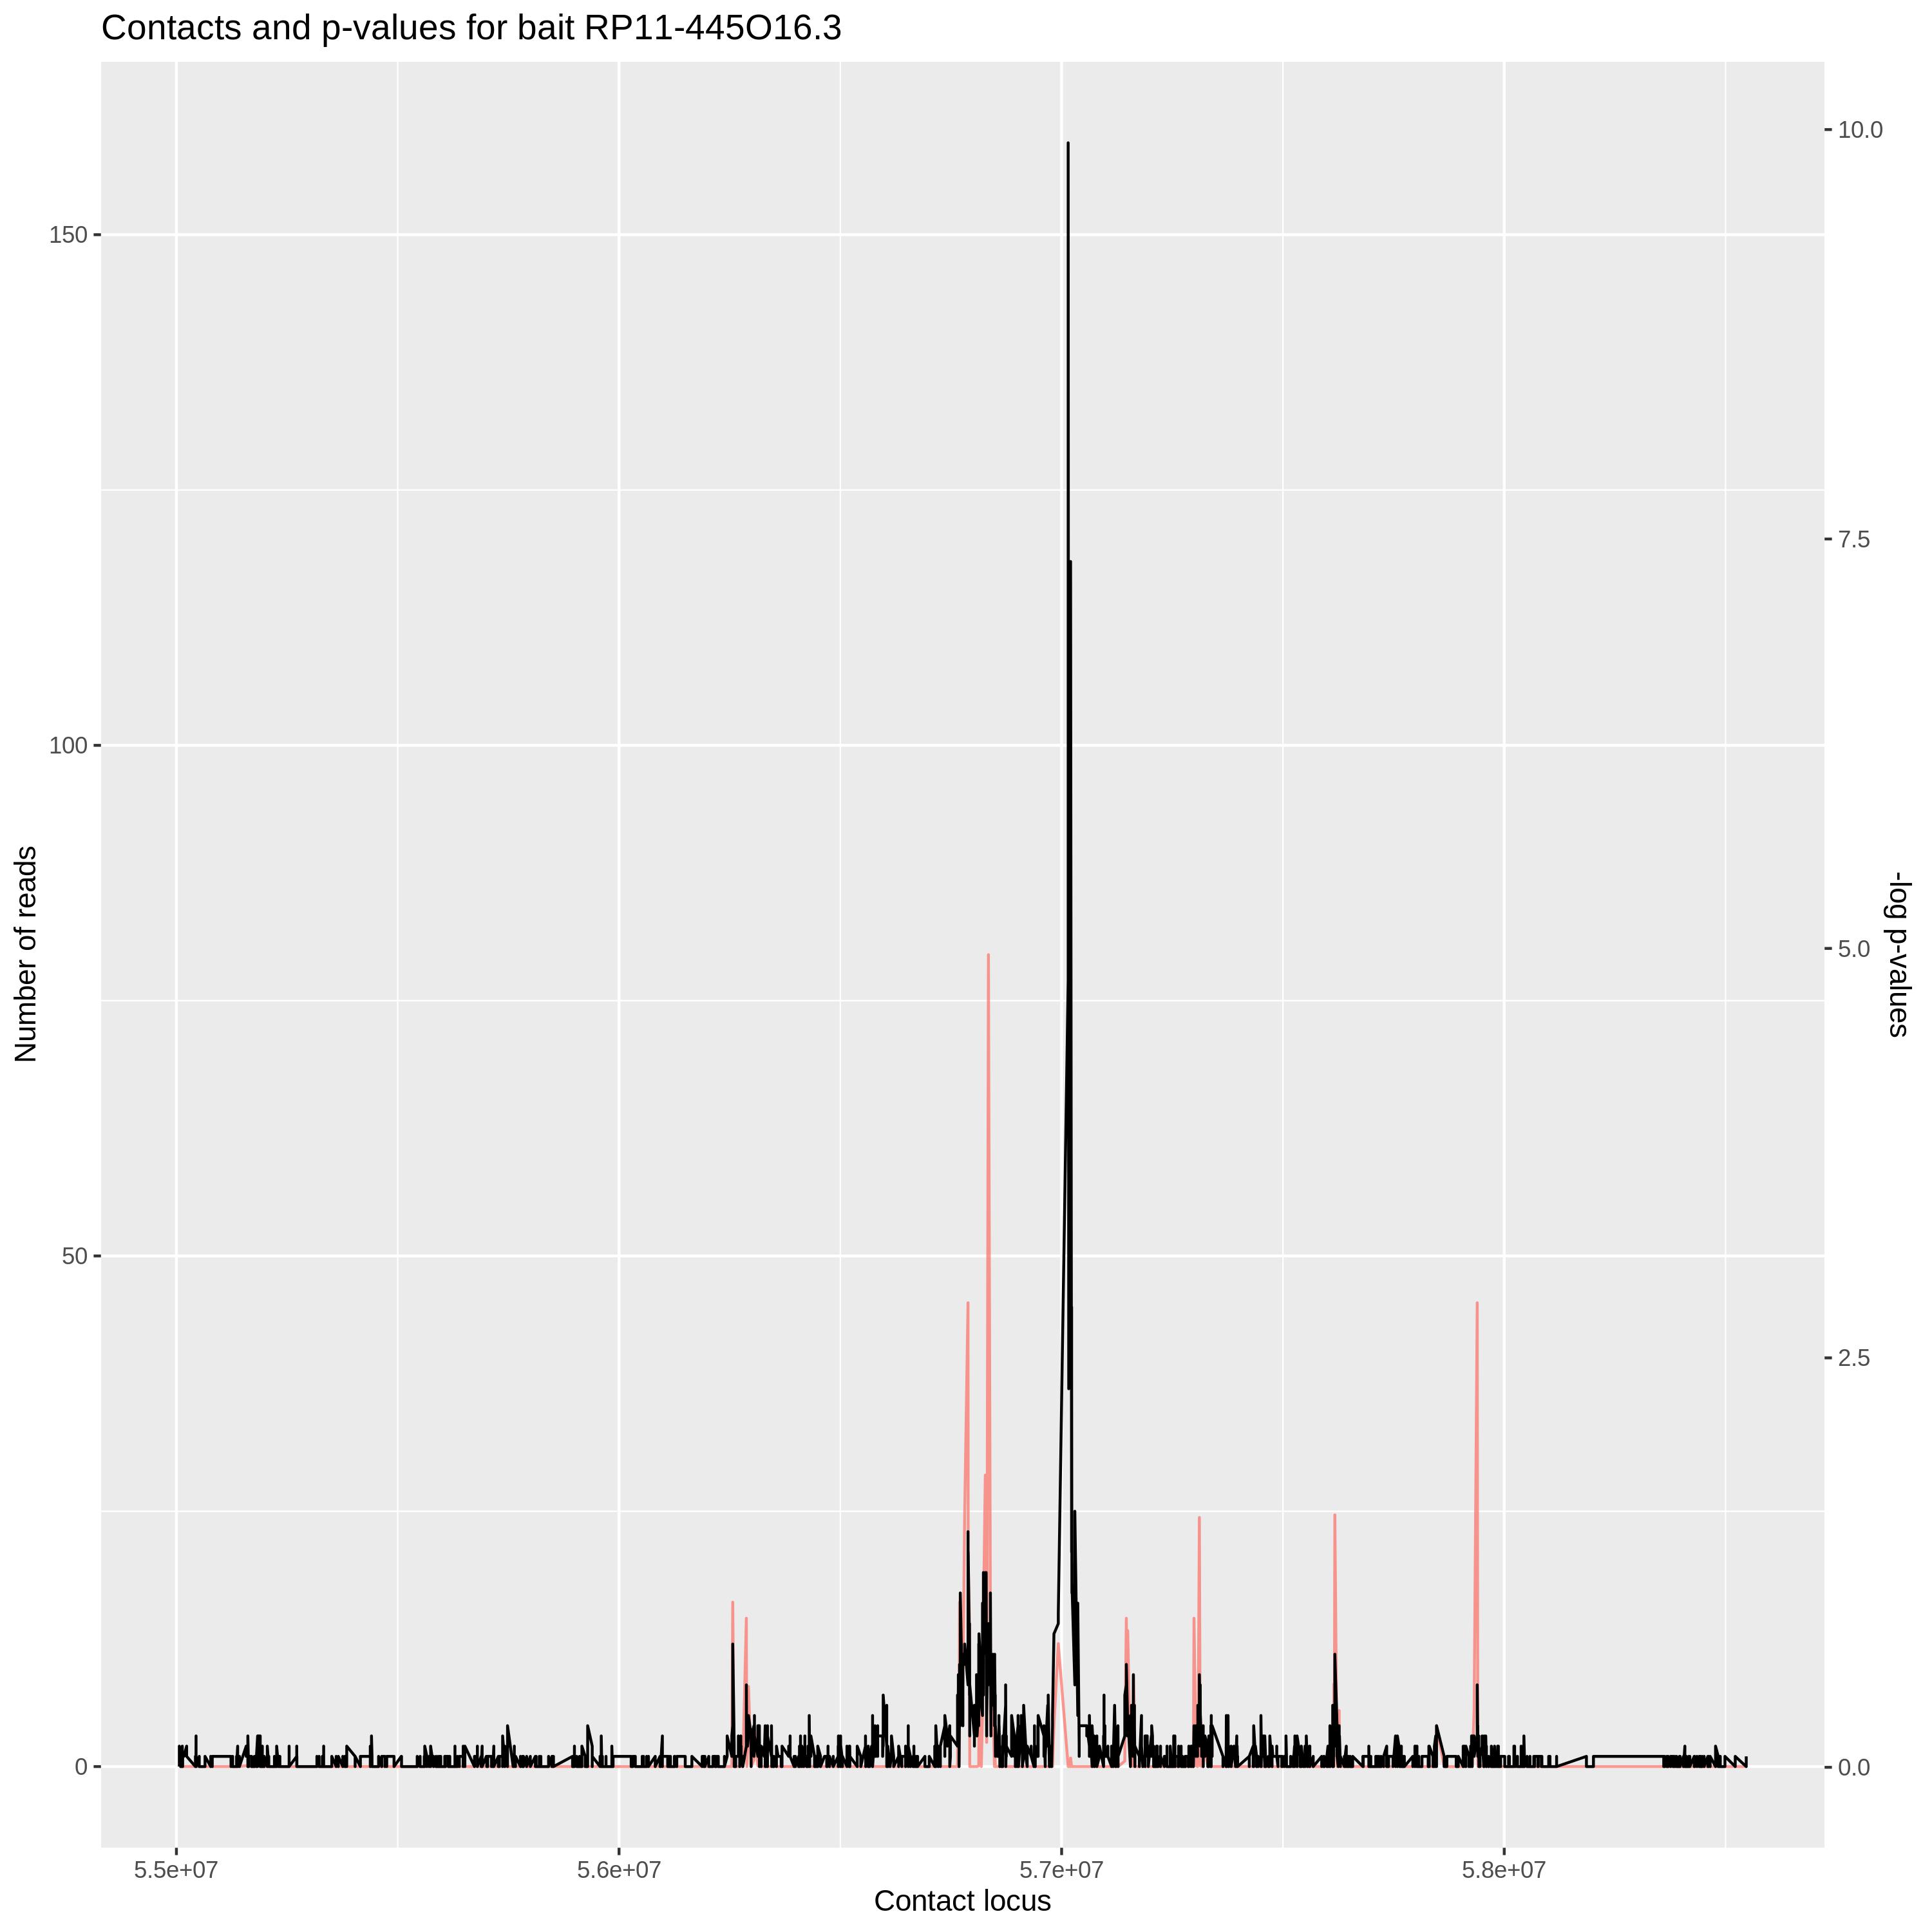 Contacts and p-values for bait RP11-445O16.3
10.0
150
7.5
100
5.0
Number of reads
-log p-values
50
2.5
0
0.0
5.5e+07
5.6e+07
5.7e+07
5.8e+07
Contact locus